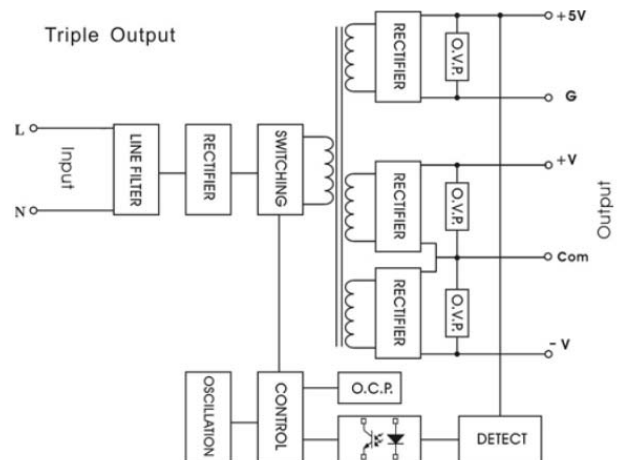 Triple Output
L
Input
N
LINE FILTER
RECTIFIER
SWITCHING
RECTIFIER
O.V.P.
+5V
G
RECTIFIER
O.V.P.
+V
Com
RECTIFIER
O.V.P.
- V
Output
OSCILLATION
CONTROL
O.C.P.
DETECT